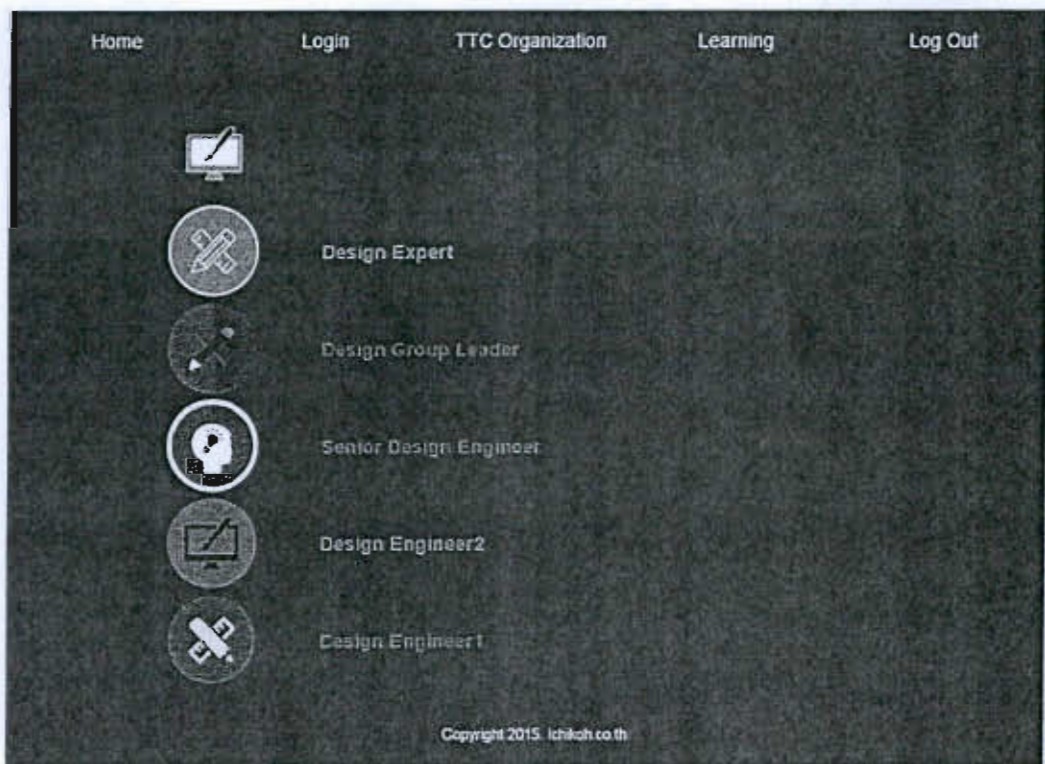 Home Login TTC Organization Learning Log Out
Design Expert
Design Group Leader
Senior Design Engineer
Design Engineer2
Design Engineer1
Copyright 2015. Ichikoh.co.th